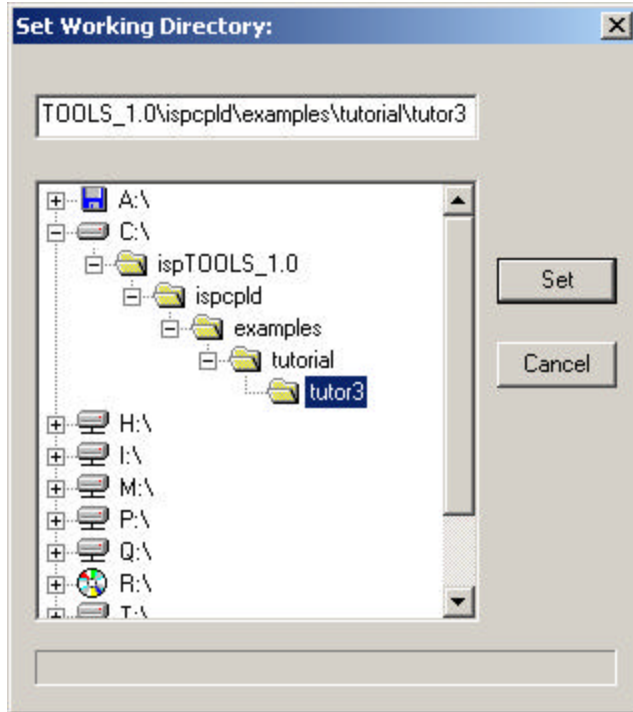 Set Working Directory:
TOOLS_1.0\ispcpld\examples\tutorial\tutor3
A:\
C:\
ispTOOLS_1.0
ispcpld
examples
tutorial
tutor3
H:\
I:\
M:\
P:\
Q:\
R:\
T:\
Set
Cancel